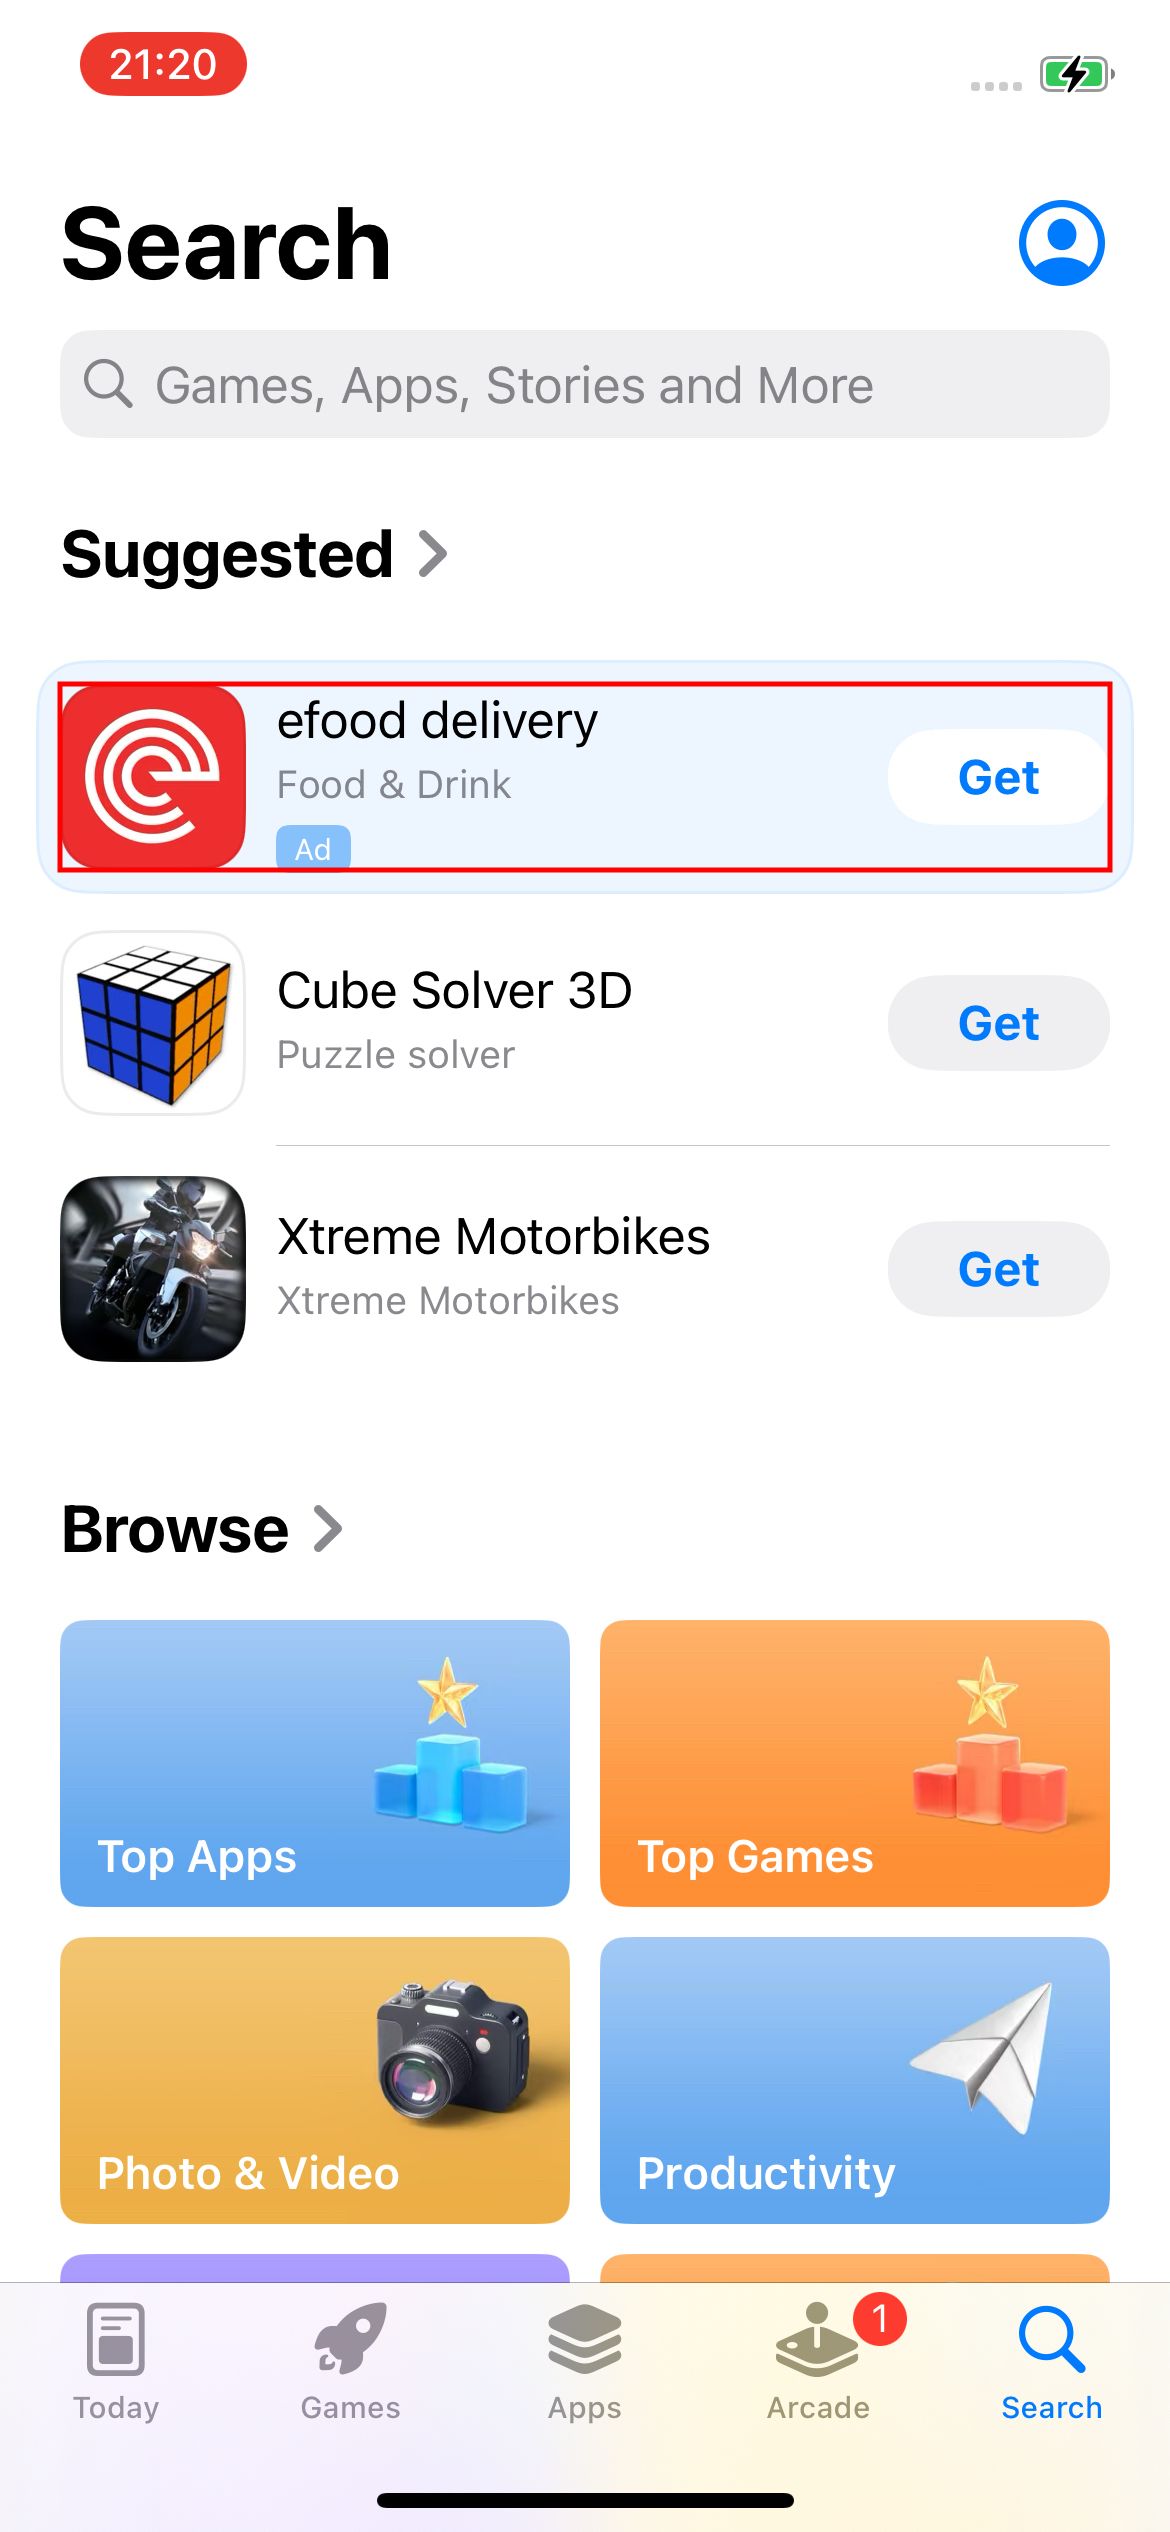 21:20
Search
Games, Apps, Stories and More
Suggested
efood delivery
Food & Drink
Ad
Get
Cube Solver 3D
Puzzle solver
Get
Xtreme Motorbikes
Xtreme Motorbikes
Get
Browse
Top Apps
Top Games
Photo & Video
Productivity
1
Today
Games
Apps
Arcade
Search